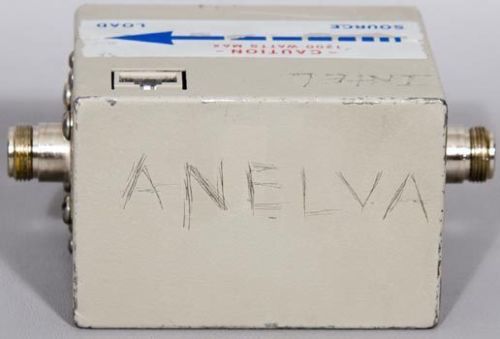 - CAUTION -
1200 WATTS MAX
SOURCE LOAD
ANELVA